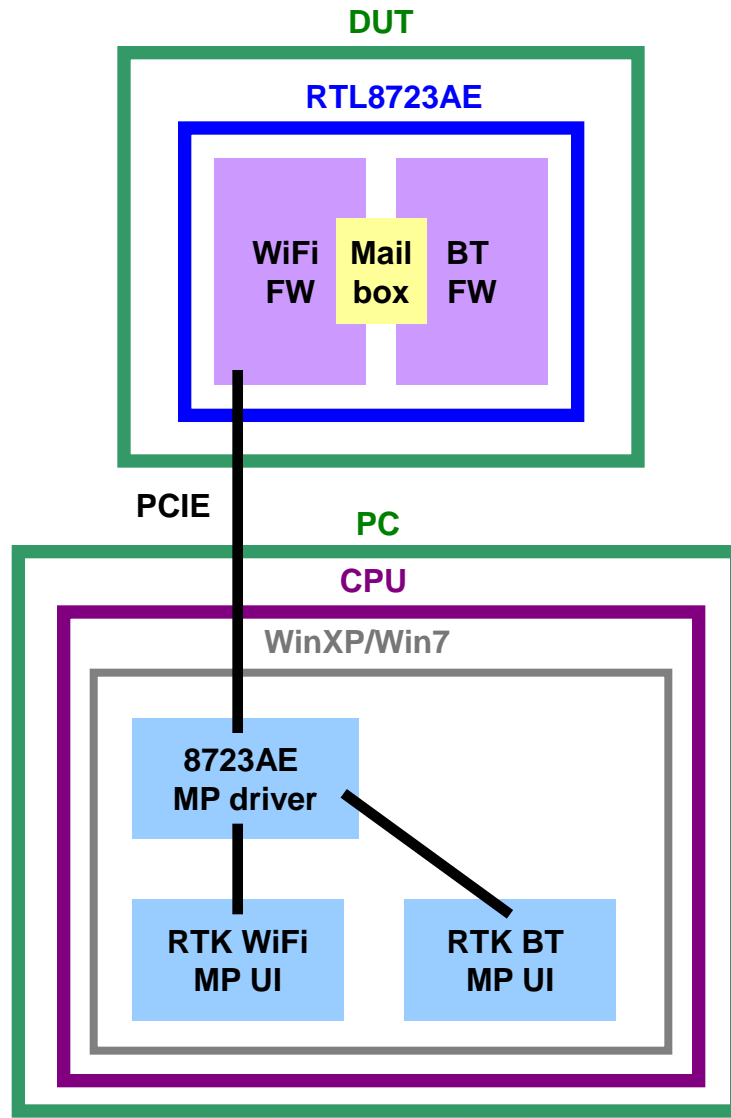 DUT
RTL8723AE
WiFi
FW
Mail
box
BT
FW
PCIE
PC
CPU
WinXP/Win7
8723AE
MP driver
RTK WiFi
MP UI
RTK BT
MP UI